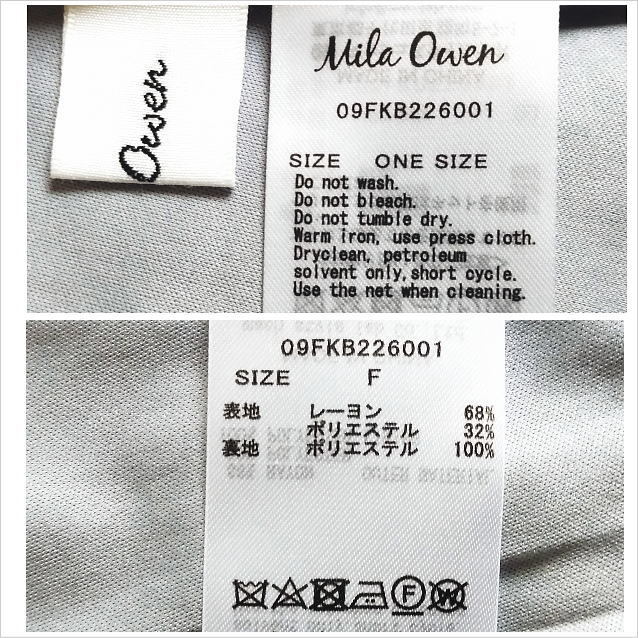 Owen
Mila Owen
MADE IN CHINA
09FKB226001
SIZE ONE SIZE
Do not wash.
Do not bleach.
Do not tumble dry.
Warm iron, use press cloth.
Dryclean, petroleum
solvent only,short cycle.
Use the net when cleaning.
09FKB226001
SIZE F
表地 レーヨン 68%
ポリエステル 32%
裏地 ポリエステル 100%